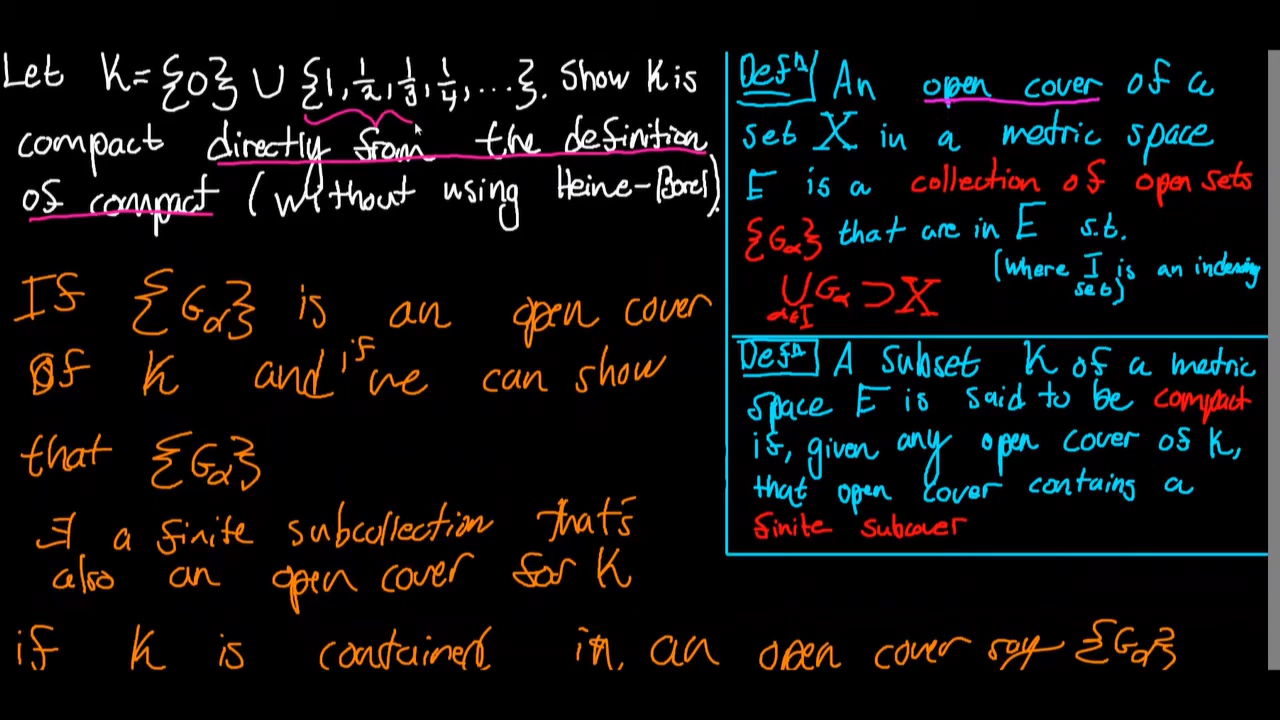 Let K = {0} ∪ {1, 1/2, 1/3, 1/4, ...}. Show K is
compact directly from the definition
of compact (without using Heine-Borel).
If {Gα} is an open cover
Of K and if we can show
that {Gα}
∃ a finite subcollection that's
also an open cover for K
if K is contained in, an open cover say {Gα}
Defⁿ An open cover of a
set X in a metric space
E is a collection of open sets
{Gα} that are in E s.t.
(where I is an indexing
set)
⋃ Gα ⊃ X
α∈I
Defⁿ A subset K of a metric
space E is said to be compact
if, given any open cover of K,
that open cover contains a
finite subcover